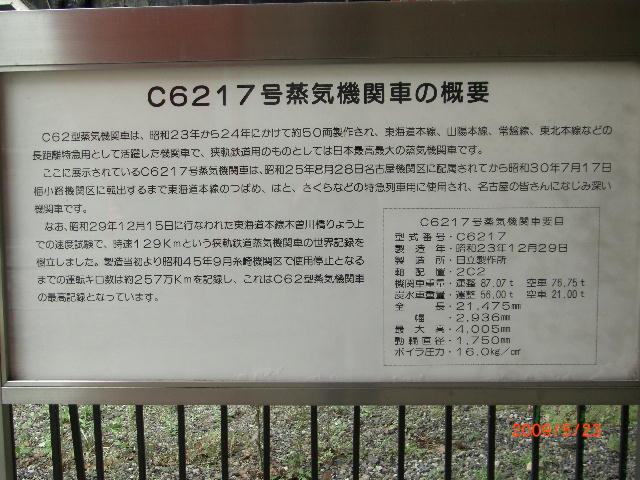 C6217号蒸気機関車の概要
C62型蒸気機関車は、昭和23年から24年にかけて約50両製作され、東海道本線、山陽本線、常盤線、東北本線などの
長距離特急用として活躍した機関車で、狭軌鉄道用のものとしては日本最高最大の蒸気機関車です。
ここに展示されているC6217号蒸気機関車は、昭和25年8月28日名古屋機関区に配属されてから昭和30年7月17日
梅小路機関区に転出するまで東海道本線のつばめ、はと、さくらなどの特急列車用に使用され、名古屋の皆さんになじみ深い
機関車です。
なお、昭和29年12月15日に行なわれた東海道本線木曽川橋りょう上
での速度試験で、時速129Kmという狭軌鉄道蒸気機関車の世界記録を
樹立しました。製造当初より昭和45年9月糸崎機関区で使用停止となる
までの運転キロ数は約257万Kmを記録し、これはC62型蒸気機関車
の最高記録となっています。
C6217号蒸気機関車要目
型式番号・C6217
製造年・昭和23年12月29日
製造所・日立製作所
軸配置・2C2
機関車重量・運整 87.07t 空車 76.75t
炭水車重量・運整 56.00t 空車 21.00t
全長・21,475㎜
幅・2,936㎜
最大高・4,005㎜
動輪直径・1,750㎜
ボイラ圧力・16.0㎏/㎠
2009/5/23